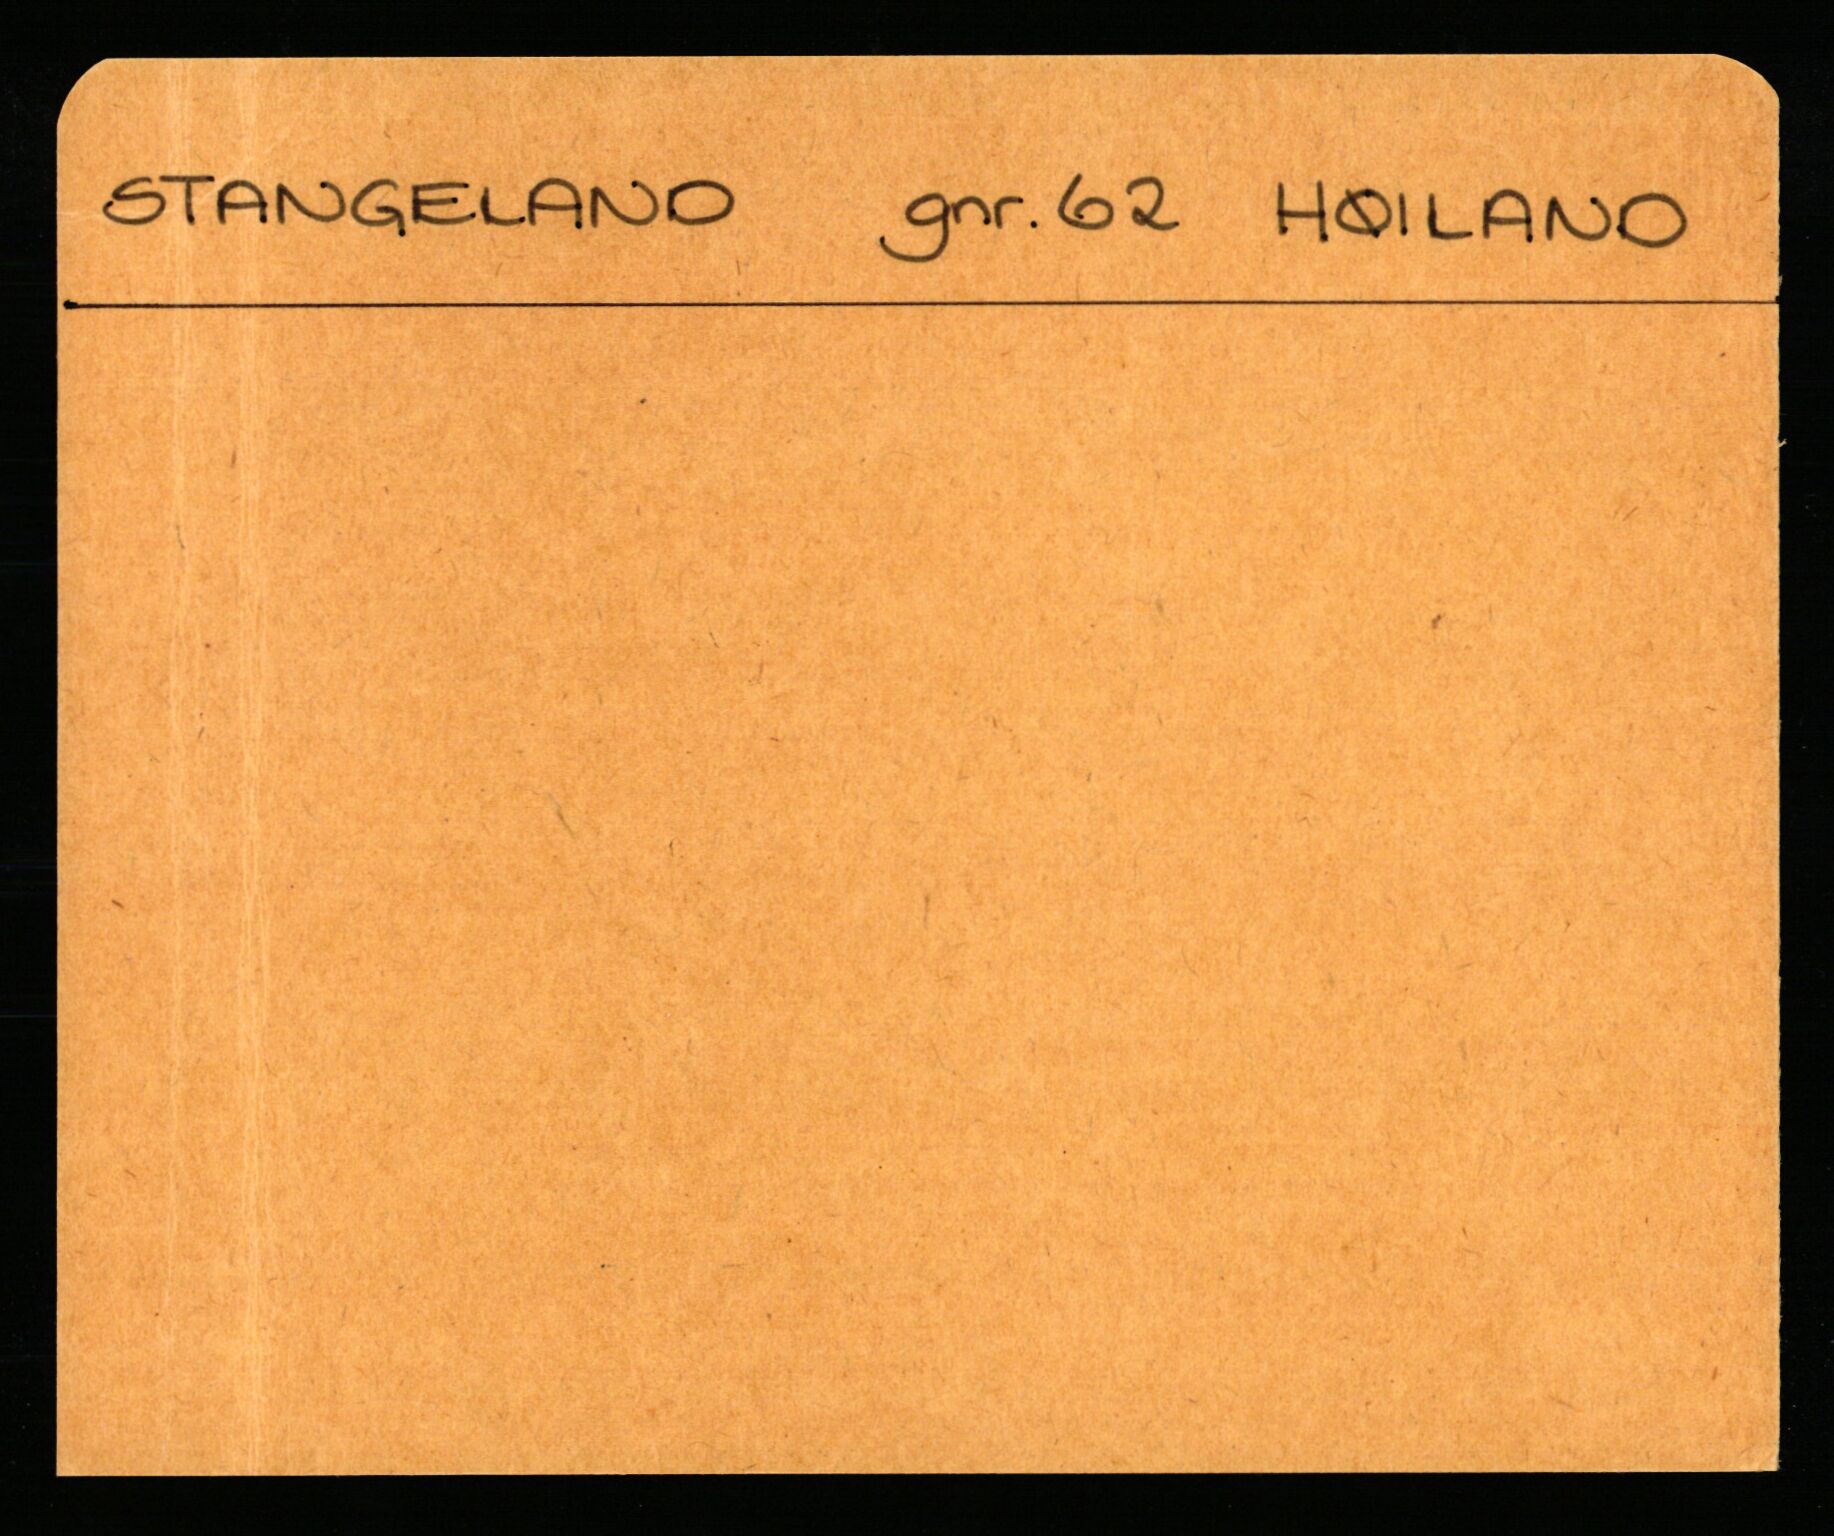 STANGELAND gnr. 62 HØILAND